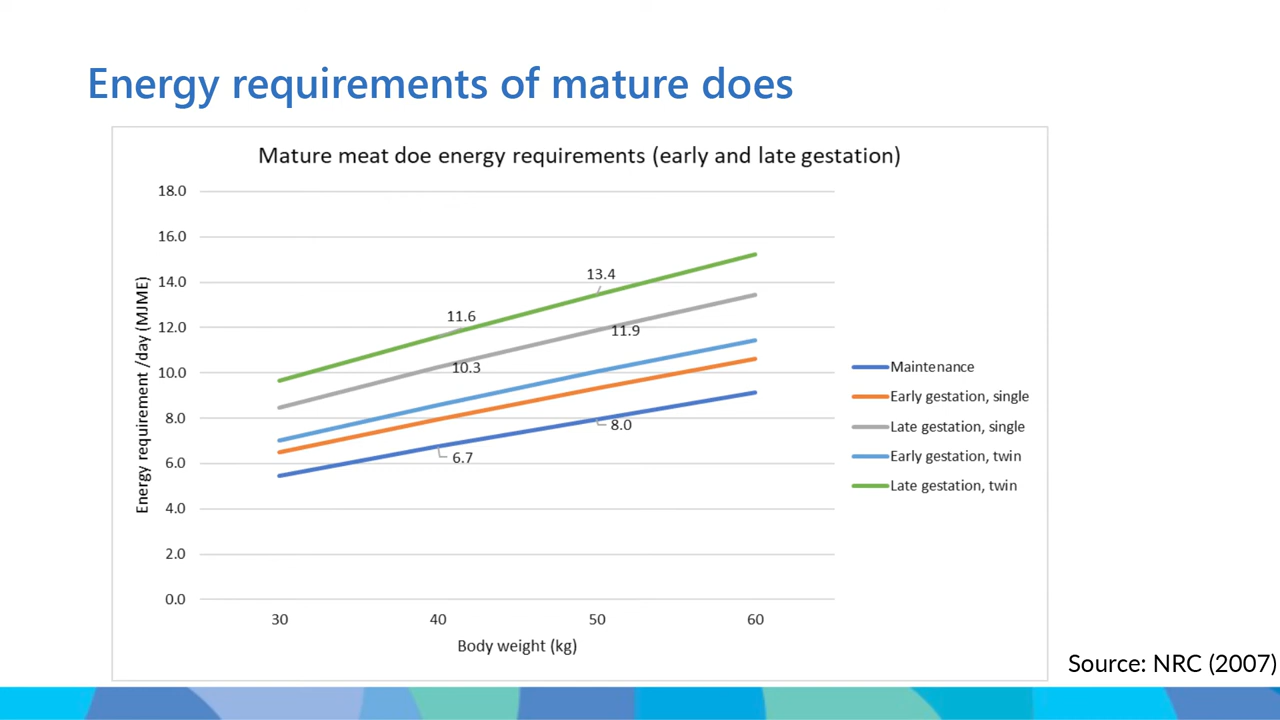 Energy requirements of mature does
Mature meat doe energy requirements (early and late gestation)
18.0
16.0
14.0
12.0
10.0
8.0
6.0
4.0
2.0
0.0
Energy requirement /day (MJME)
13.4
11.6
11.9
10.3
8.0
6.7
30 40 50 60
Body weight (kg)
Maintenance
Early gestation, single
Late gestation, single
Early gestation, twin
Late gestation, twin
Source: NRC (2007)